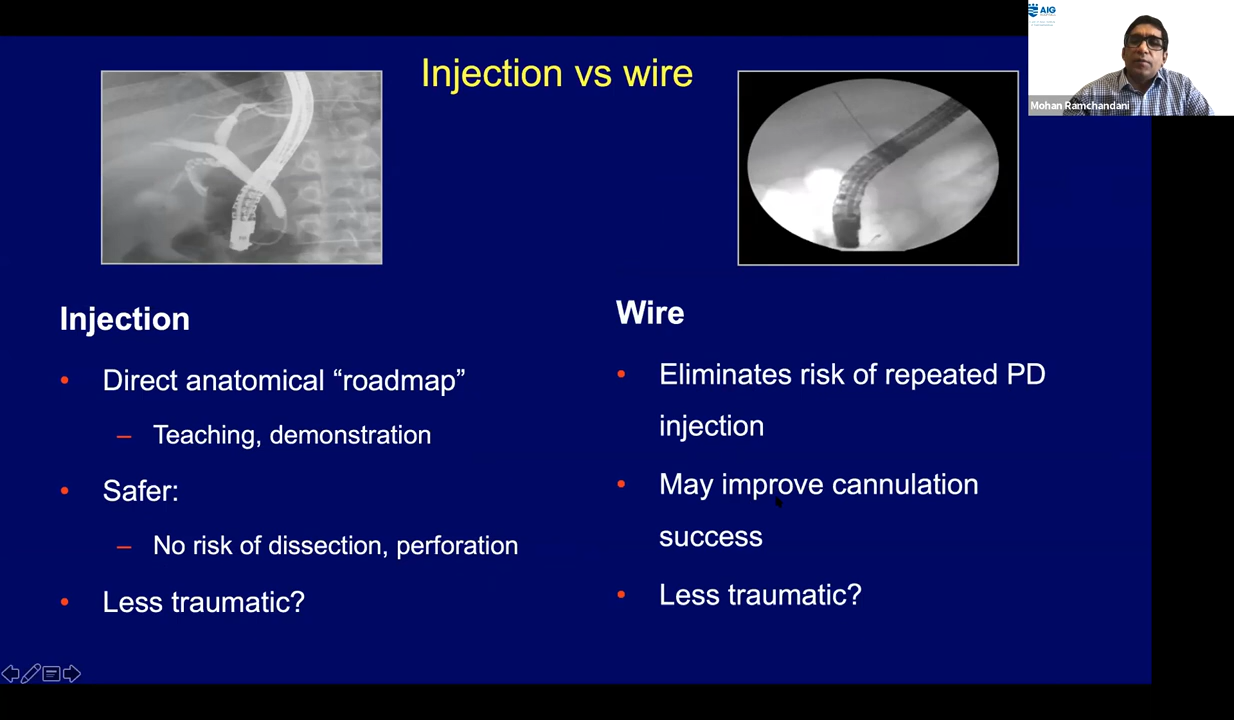 AIG
Mohan Ramchandani
Injection vs wire
Injection
• Direct anatomical “roadmap”
– Teaching, demonstration
• Safer:
– No risk of dissection, perforation
• Less traumatic?
Wire
• Eliminates risk of repeated PD
injection
• May improve cannulation
success
• Less traumatic?